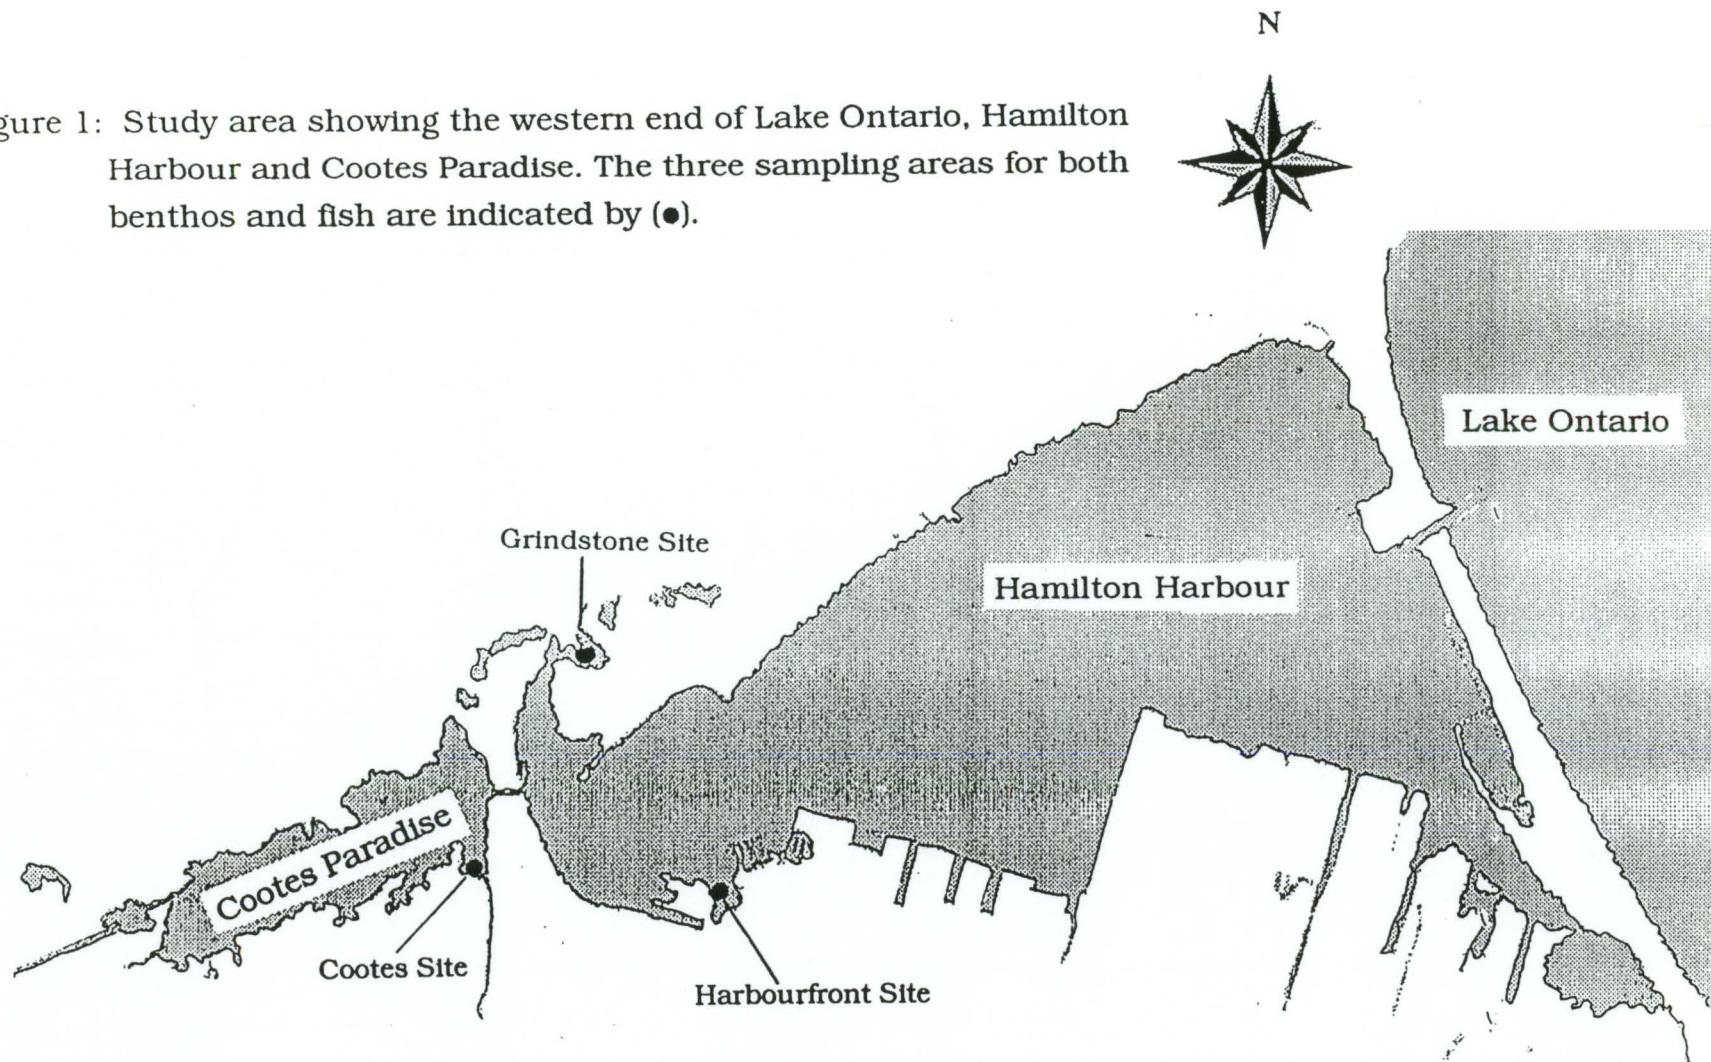 N
gure 1: Study area showing the western end of Lake Ontario, Hamilton
Harbour and Cootes Paradise. The three sampling areas for both
benthos and fish are indicated by (●).
Lake Ontario
Grindstone Site
Hamilton Harbour
Cootes Paradise
Cootes Site
Harbourfront Site